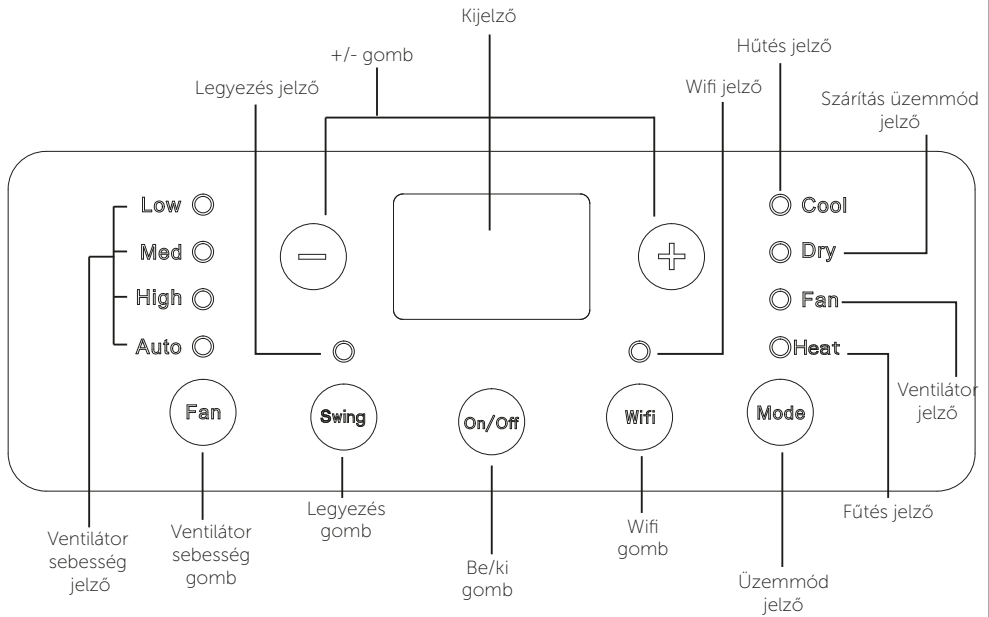 Kijelző
+/- gomb
Hűtés jelző
Legyezés jelző
Wifi jelző
Szárítás üzemmód
jelző
Low
Med
High
Auto
Cool
Dry
Fan
Heat
Fan
Swing
On/Off
Wifi
Mode
Ventilátor
jelző
Ventilátor
sebesség
jelző
Ventilátor
sebesség
gomb
Legyezés
gomb
Be/ki
gomb
Wifi
gomb
Üzemmód
jelző
Fűtés jelző